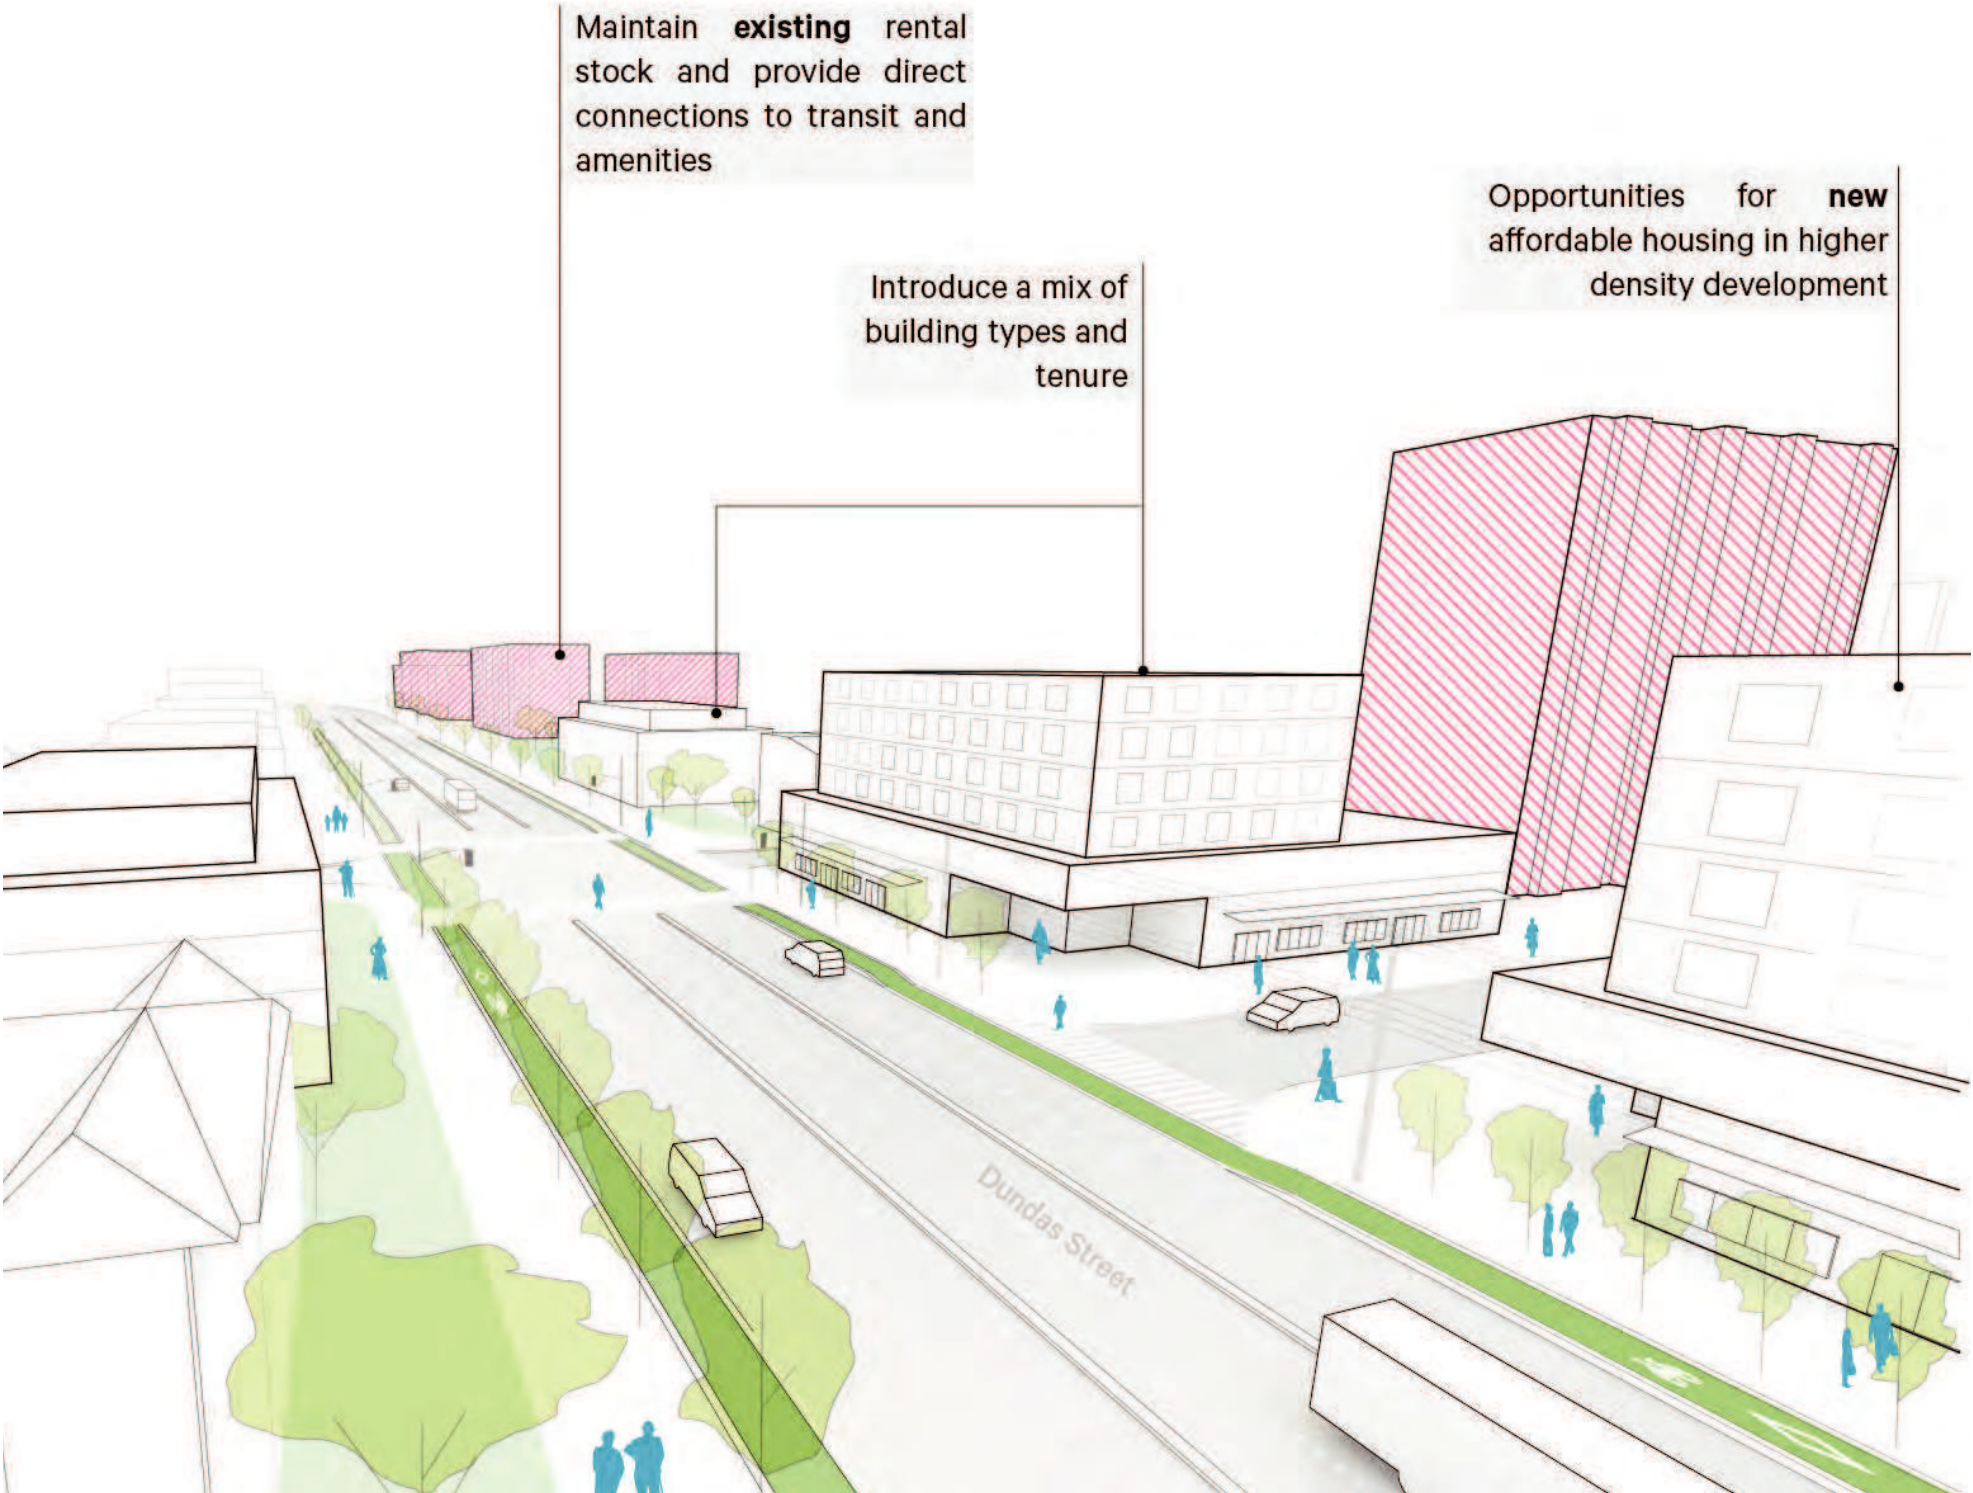 Maintain existing rental
stock and provide direct
connections to transit and
amenities
Opportunities for new
affordable housing in higher
density development
Introduce a mix of
building types and
tenure
Dundas Street